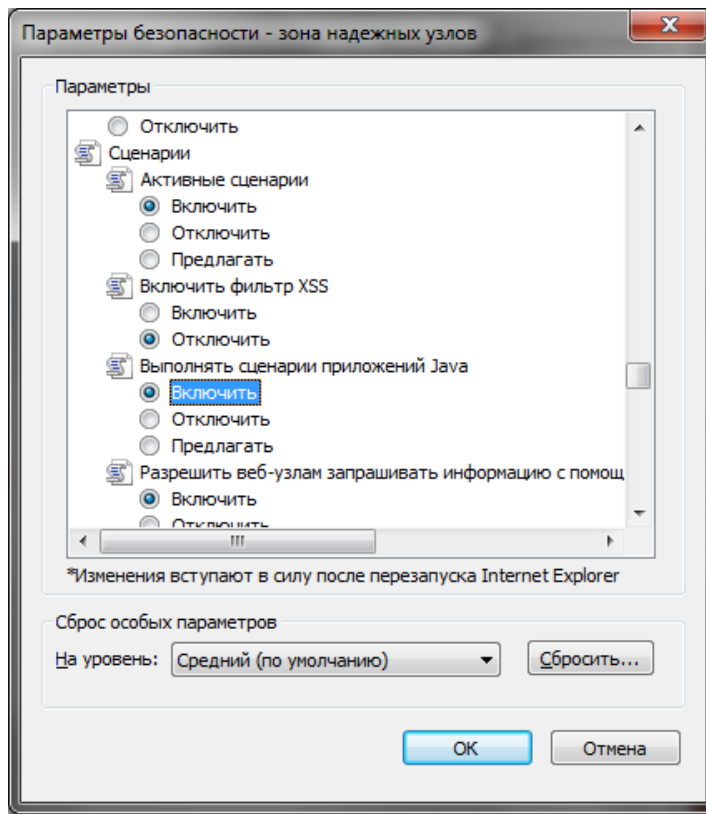 Параметры безопасности - зона надежных узлов
Параметры
Отключить
Сценарии
Активные сценарии
Включить
Отключить
Предлагать
Включить фильтр XSS
Включить
Отключить
Выполнять сценарии приложений Java
Включить
Отключить
Предлагать
Разрешить веб-узлам запрашивать информацию с помощ
Включить
Отключить
*Изменения вступают в силу после перезапуска Internet Explorer
Сброс особых параметров
На уровень: Средний (по умолчанию) Сбросить...
ОК Отмена